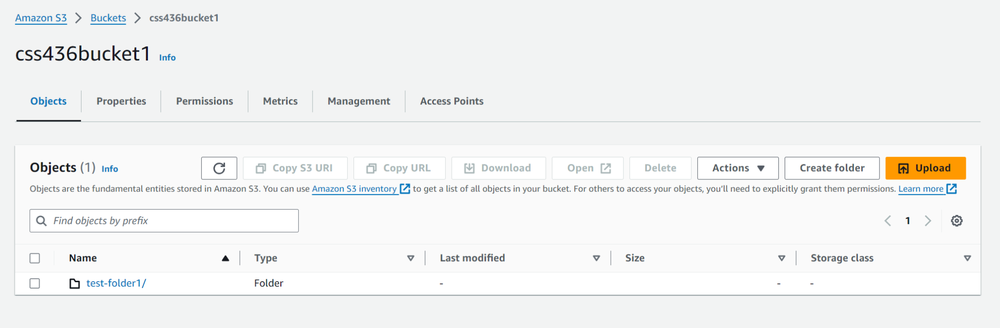 Amazon S3 > Buckets > css436bucket1
css436bucket1 Info
Objects Properties Permissions Metrics Management Access Points
Objects (1) Info Copy S3 URI Copy URL Download Open Delete Actions Create folder Upload
Objects are the fundamental entities stored in Amazon S3. You can use Amazon S3 inventory to get a list of all objects in your bucket. For others to access your objects, you'll need to explicitly grant them permissions. Learn more
Find objects by prefix 1
Name Type Last modified Size Storage class
test-folder1/ Folder - - -